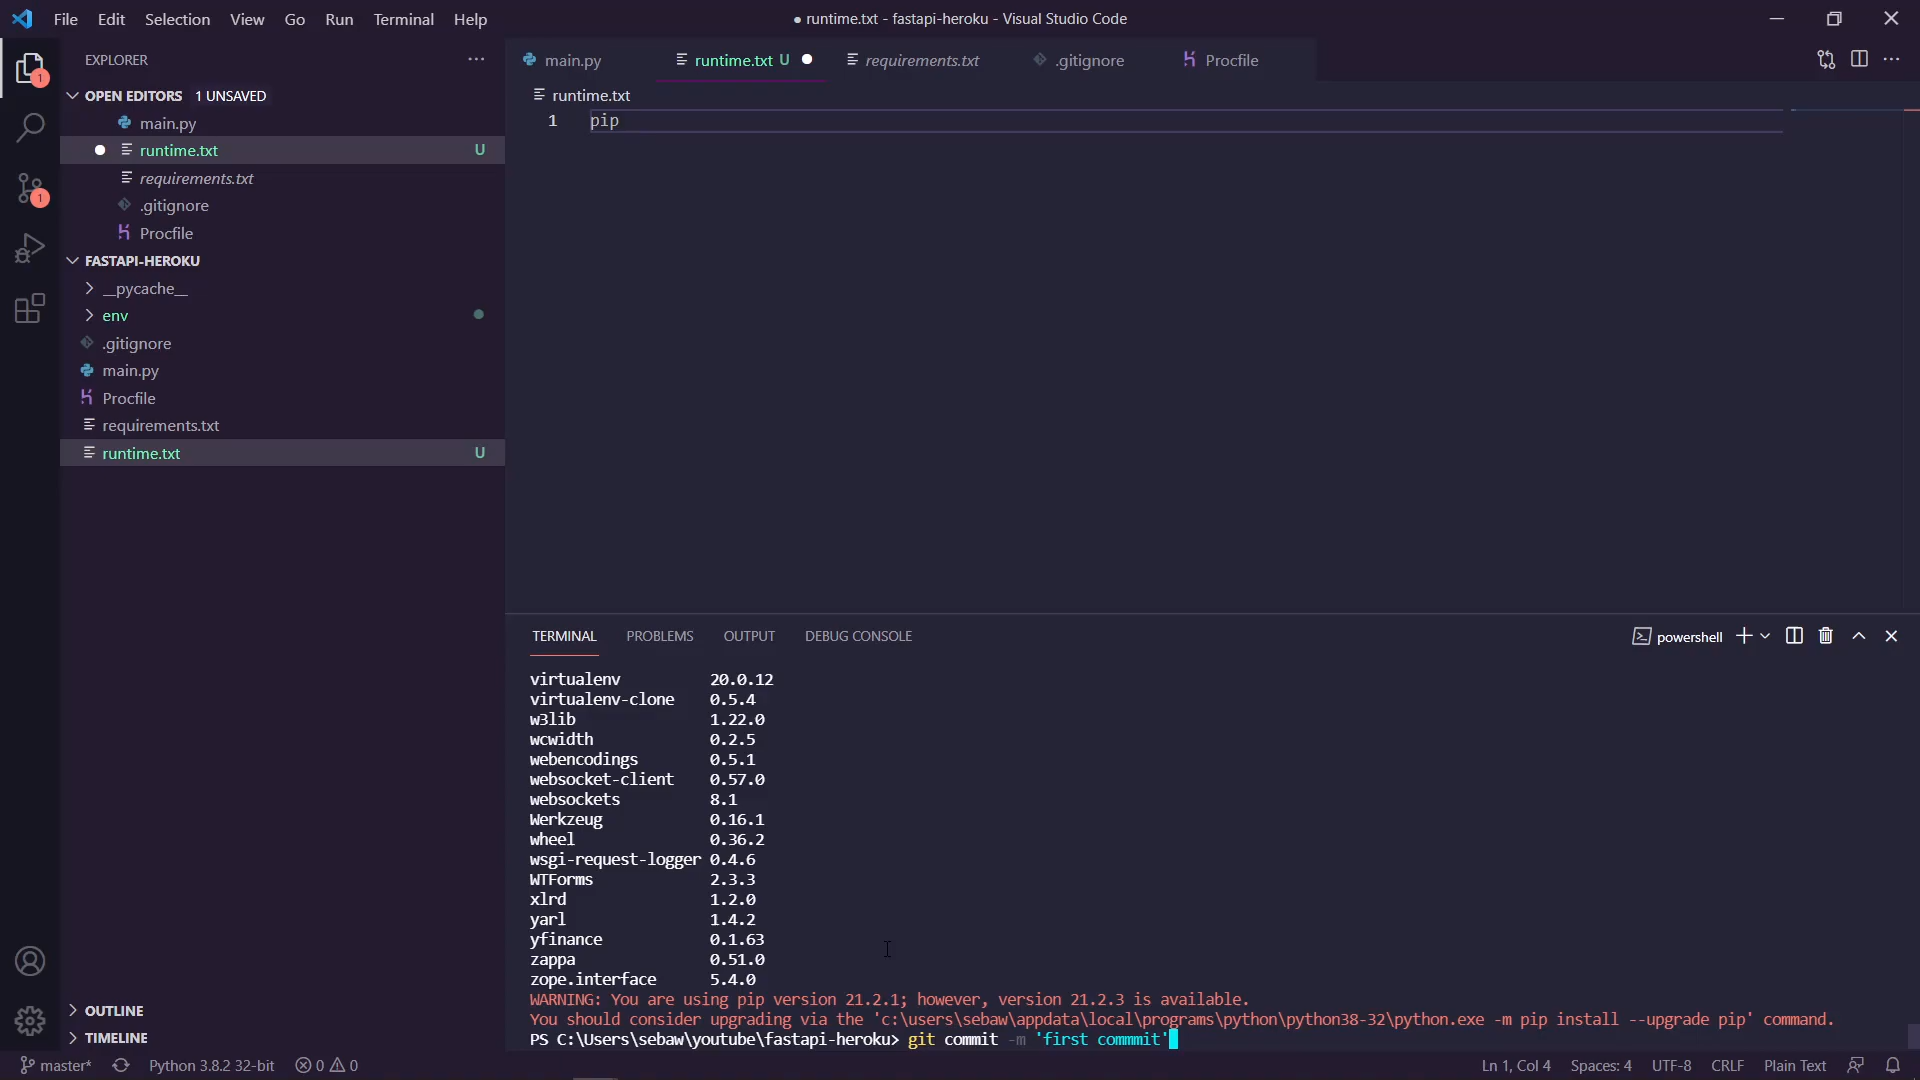 File Edit Selection View Go Run Terminal Help
● runtime.txt - fastapi-heroku - Visual Studio Code
EXPLORER
main.py
runtime.txt U
requirements.txt
.gitignore
Procfile
OPEN EDITORS 1 UNSAVED
main.py
runtime.txt U
requirements.txt
.gitignore
Procfile
FASTAPI-HEROKU
__pycache__
env
.gitignore
main.py
Procfile
requirements.txt
runtime.txt U
OUTLINE
TIMELINE
1
1
runtime.txt
1 pip
TERMINAL PROBLEMS OUTPUT DEBUG CONSOLE
powershell
virtualenv 20.0.12
virtualenv-clone 0.5.4
w3lib 1.22.0
wcwidth 0.2.5
webencodings 0.5.1
websocket-client 0.57.0
websockets 8.1
Werkzeug 0.16.1
wheel 0.36.2
wsgi-request-logger 0.4.6
WTForms 2.3.3
xlrd 1.2.0
yarl 1.4.2
yfinance 0.1.63
zappa 0.51.0
zope.interface 5.4.0
WARNING: You are using pip version 21.2.1; however, version 21.2.3 is available.
You should consider upgrading via the 'c:\users\sebaw\appdata\local\programs\python\python38-32\python.exe -m pip install --upgrade pip' command.
PS C:\Users\sebaw\youtube\fastapi-heroku> git commit -m 'first commmit'
master* Python 3.8.2 32-bit 0 0
Ln 1, Col 4 Spaces: 4 UTF-8 CRLF Plain Text